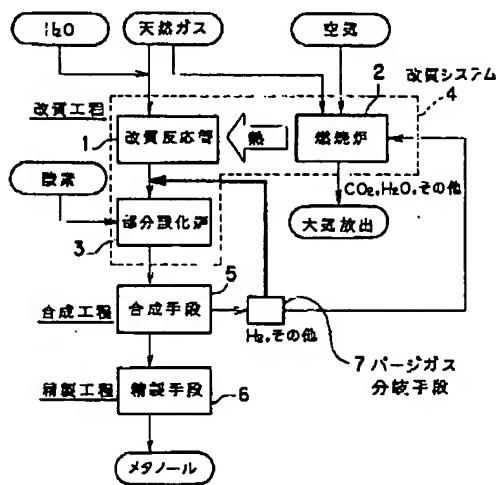 H₂O
天然ガス
空気
改質システム
4
改質工程
1
改質反応管
熱
2
燃焼炉
酸素
CO₂,H₂O,その他
部分酸化炉
3
大気放出
5
合成工程
合成手段
H₂,その他
7 パージガス
分岐手段
精製工程
精製手段
6
メタノール